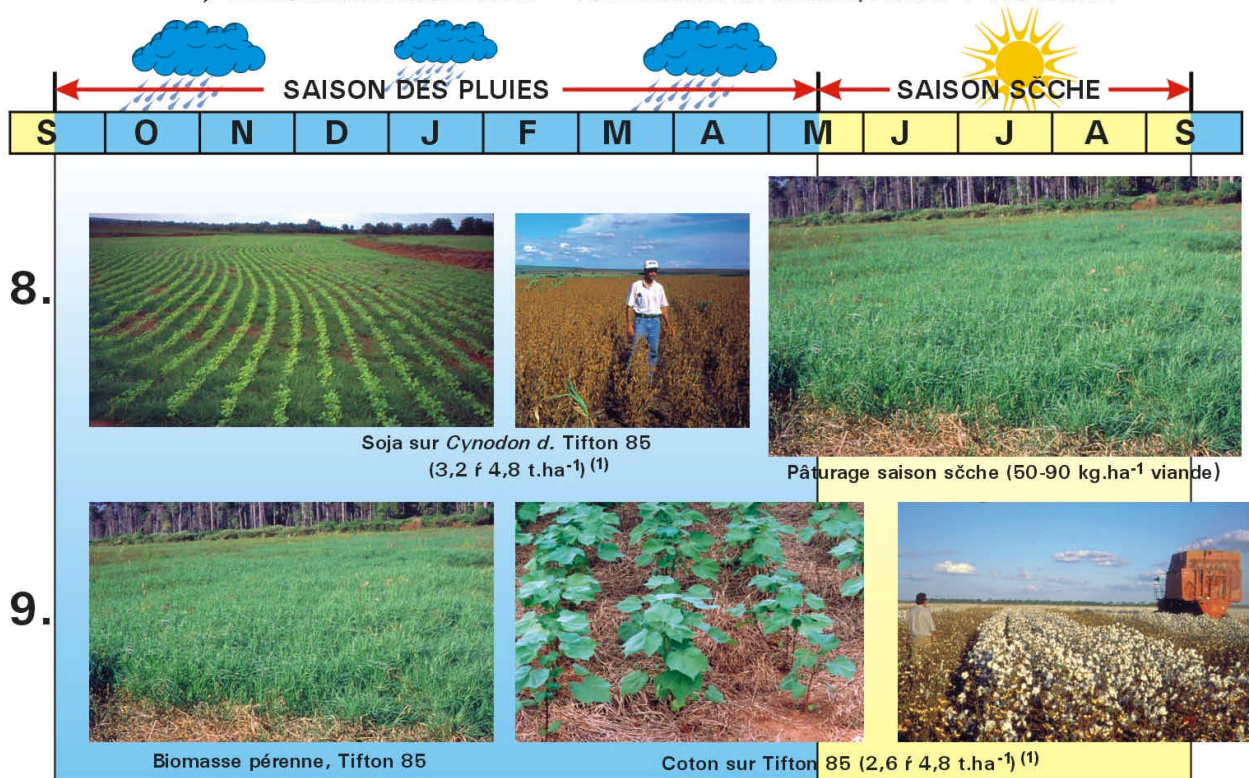 SAISON DES PLUIES SAISON SČCHE
S O N D J F M A M J J A S
8.
Soja sur Cynodon d. Tifton 85
(3,2 ŕ 4,8 t.ha-1) (1)
Pâturage saison sčche (50-90 kg.ha-1 viande)
9.
Biomasse pérenne, Tifton 85
Coton sur Tifton 85 (2,6 ŕ 4,8 t.ha-1) (1)